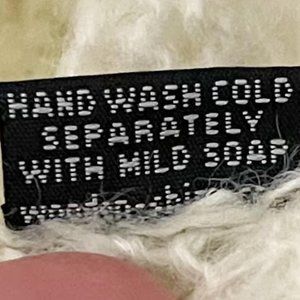 HAND WASH COLD
SEPARATELY
WITH MILD SOAP